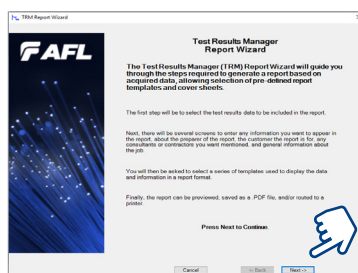 TRM Report Wizard
AFL
Test Results Manager
Report Wizard
The Test Results Manager (TRM) Report Wizard will guide you
through the steps required to generate a report based on
acquired data, allowing selection of pre-defined report
templates and cover sheets.
The first step will be to select the test results data to be included in the report.
Next, there will be several screens to enter any information you want to appear in
the report, about the preparer of the report, the customer the report is for, any
consultants or contractors you want mentioned, and general information about
the job.
You will then be asked to select a series of templates used to display the data
and information in a report format.
Finally, the report can be previewed, saved as a .PDF file, and/or routed to a
printer.
Press Next to Continue.
Cancel
<- Back
Next ->